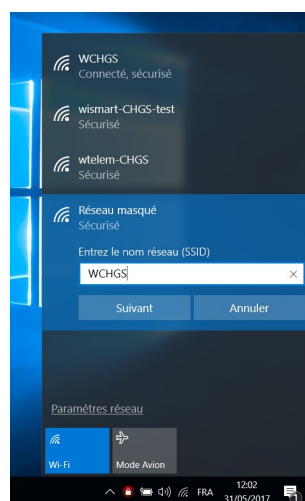 WCHGS
Connecté, sécurisé
wismart-CHGS-test
Sécurisé
wtelem-CHGS
Sécurisé
Réseau masqué
Sécurisé
Entrez le nom réseau (SSID)
WCHGS
Suivant Annuler
Paramètres réseau
Wi-Fi Mode Avion
FRA 12:02
31/05/2017